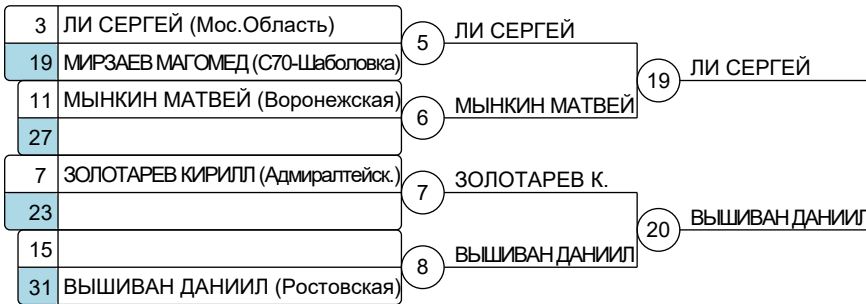 3 ЛИ СЕРГЕЙ (Мос.Область)
5 ЛИ СЕРГЕЙ
19 МИРЗАЕВ МАГОМЕД (С70-Шаболовка)
19 ЛИ СЕРГЕЙ
11 МЫНКИН МАТВЕЙ (Воронежская)
6 МЫНКИН МАТВЕЙ
27
7 ЗОЛОТАРЕВ КИРИЛЛ (Адмиралтейск.)
7 ЗОЛОТАРЕВ К.
23
20 ВЫШИВАН ДАНИИЛ
15
8 ВЫШИВАН ДАНИИЛ
31 ВЫШИВАН ДАНИИЛ (Ростовская)